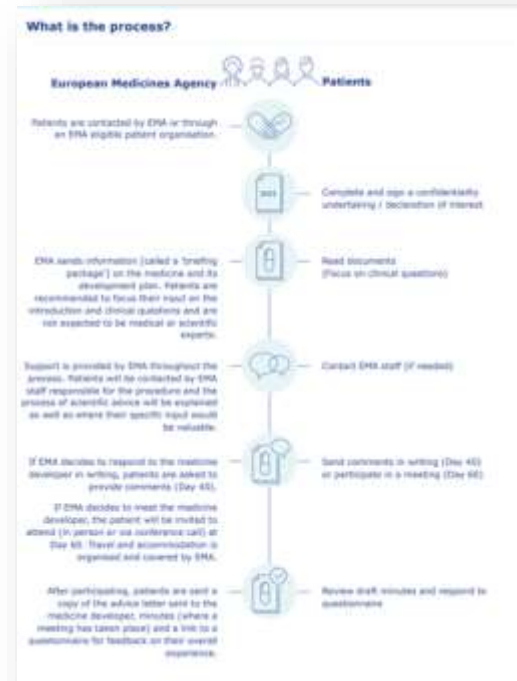 What is the process?
European Medicines Agency
Patients
Patients are contacted by EMA or through
an EMA eligible patient organisation.
Complete and sign a confidentiality
undertaking / declaration of interest
EMA sends information (called a 'briefing
package') on the medicine and its
development plan. Patients are
recommended to focus their input on the
introduction and clinical questions and are
not expected to be medical or scientific
experts.
Read documents
(Focus on clinical questions)
Support is provided by EMA throughout the
process. Patients will be contacted by EMA
staff responsible for the procedure and the
process of scientific advice will be explained
as well as where their specific input would
be valuable.
Contact EMA staff (if needed)
If EMA decides to respond to the medicine
developer in writing, patients are asked to
provide comments (Day 40).
If EMA decides to meet the medicine
developer, the patient will be invited to
attend (in person or via conference call) at
Day 60. Travel and accommodation is
organised and covered by EMA.
Send comments in writing (Day 40)
or participate in a meeting (Day 60)
After participating, patients are sent a
copy of the advice letter sent to the
medicine developer, minutes (where a
meeting has taken place) and a link to a
questionnaire for feedback on their overall
experience.
Review draft minutes and respond to
questionnaire